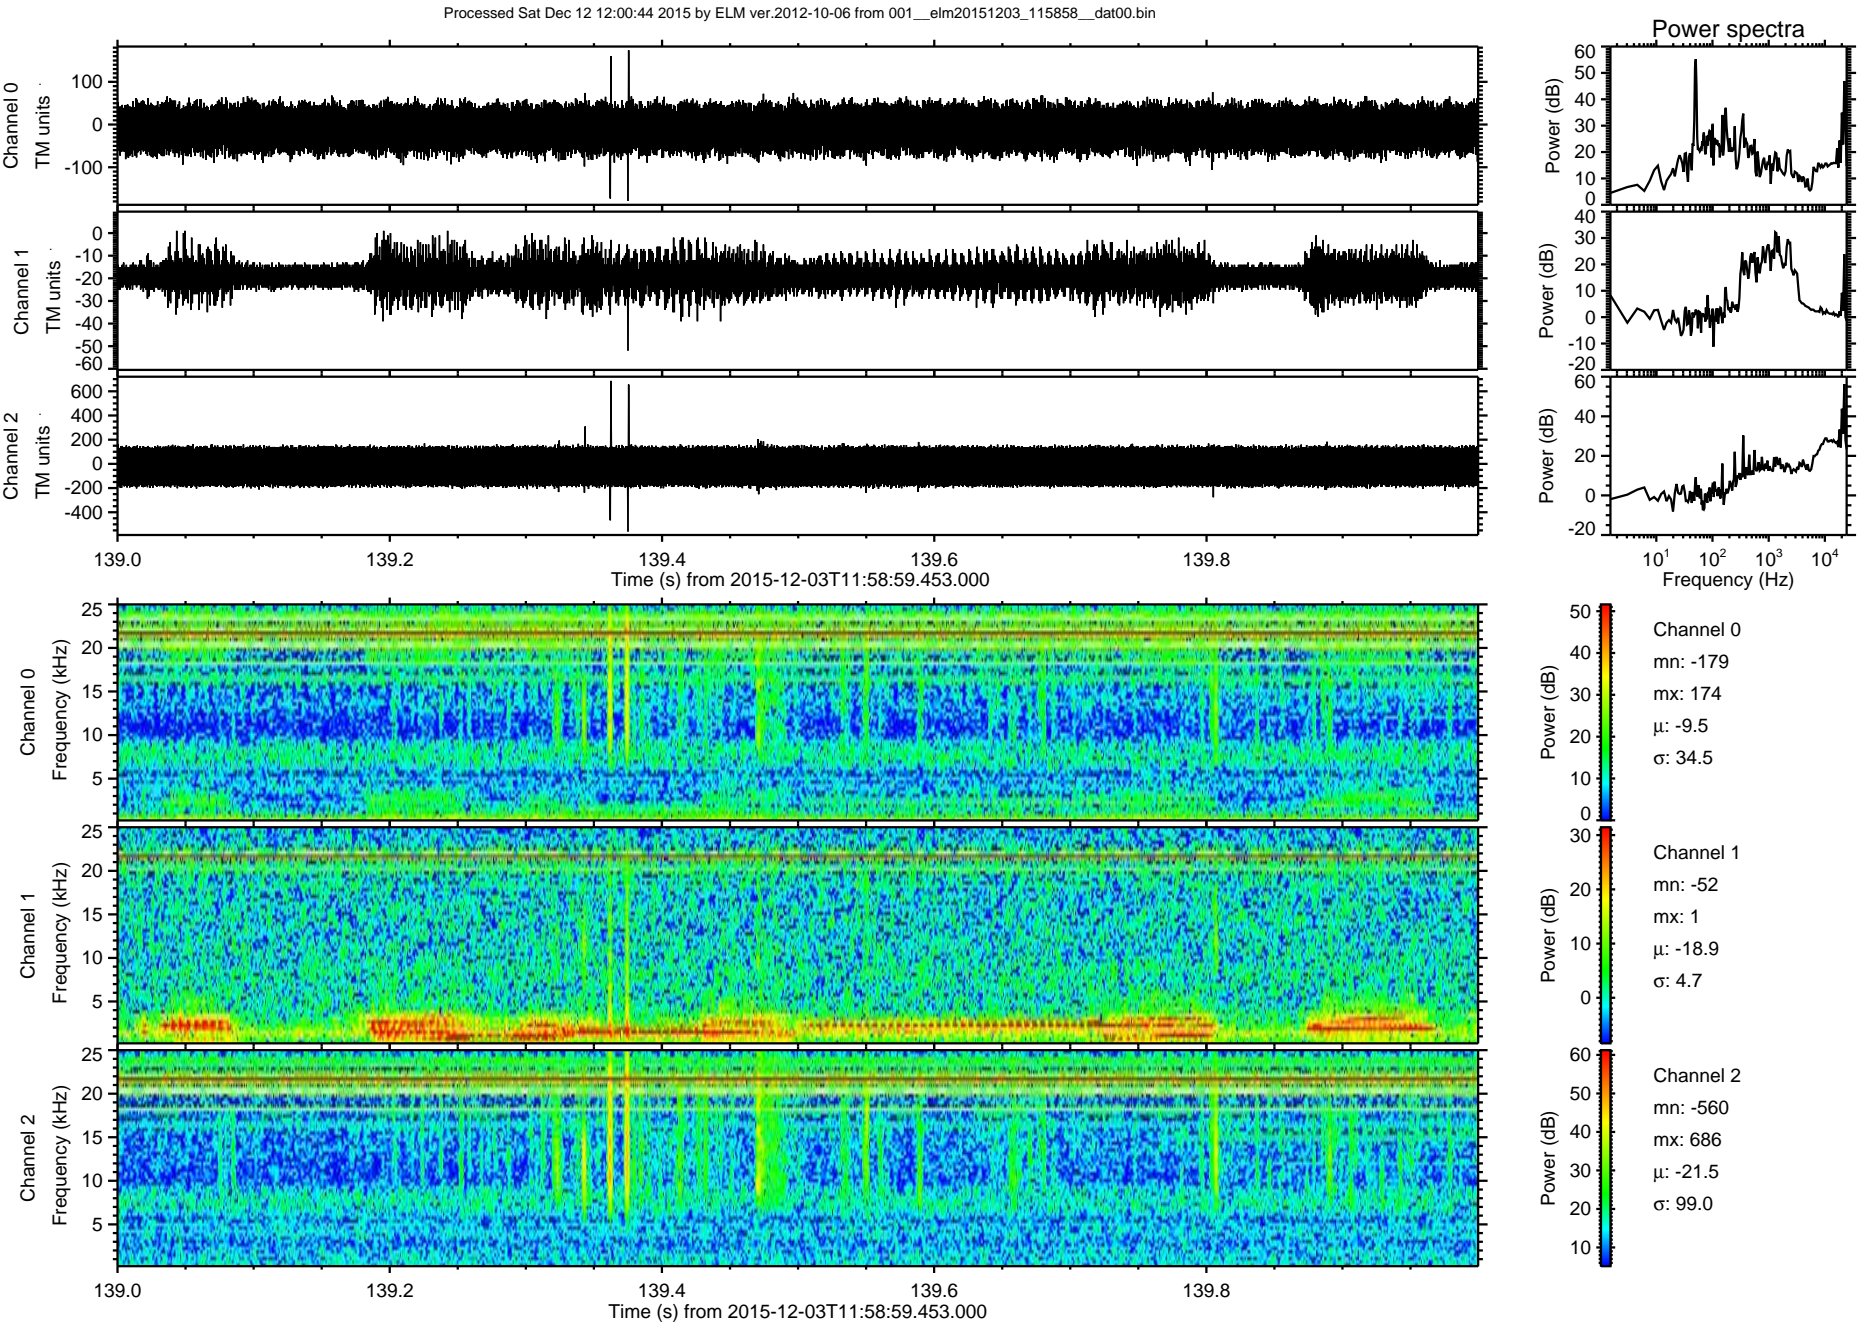 Processed Sat Dec 12 12:00:44 2015 by ELM ver.2012-10-06 from 001__elm20151203_115858__dat00.bin
Power spectra
Channel 0
TM units
100
0
-100
Power (dB)
60
50
40
30
20
10
0
Channel 1
TM units
0
-10
-20
-30
-40
-50
-60
Power (dB)
40
30
20
10
0
-10
-20
Channel 2
TM units
600
400
200
0
-200
-400
Power (dB)
60
40
20
0
-20
139.0 139.2 139.4 139.6 139.8
Time (s) from 2015-12-03T11:58:59.453.000
10¹ 10² 10³ 10⁴
Frequency (Hz)
Channel 0
Frequency (kHz)
25
20
15
10
5
Power (dB)
50
40
30
20
10
0
Channel 0
mn: -179
mx: 174
μ: -9.5
σ: 34.5
Channel 1
Frequency (kHz)
25
20
15
10
5
Power (dB)
30
20
10
0
Channel 1
mn: -52
mx: 1
μ: -18.9
σ: 4.7
Channel 2
Frequency (kHz)
25
20
15
10
5
Power (dB)
60
50
40
30
20
10
Channel 2
mn: -560
mx: 686
μ: -21.5
σ: 99.0
139.0 139.2 139.4 139.6 139.8
Time (s) from 2015-12-03T11:58:59.453.000